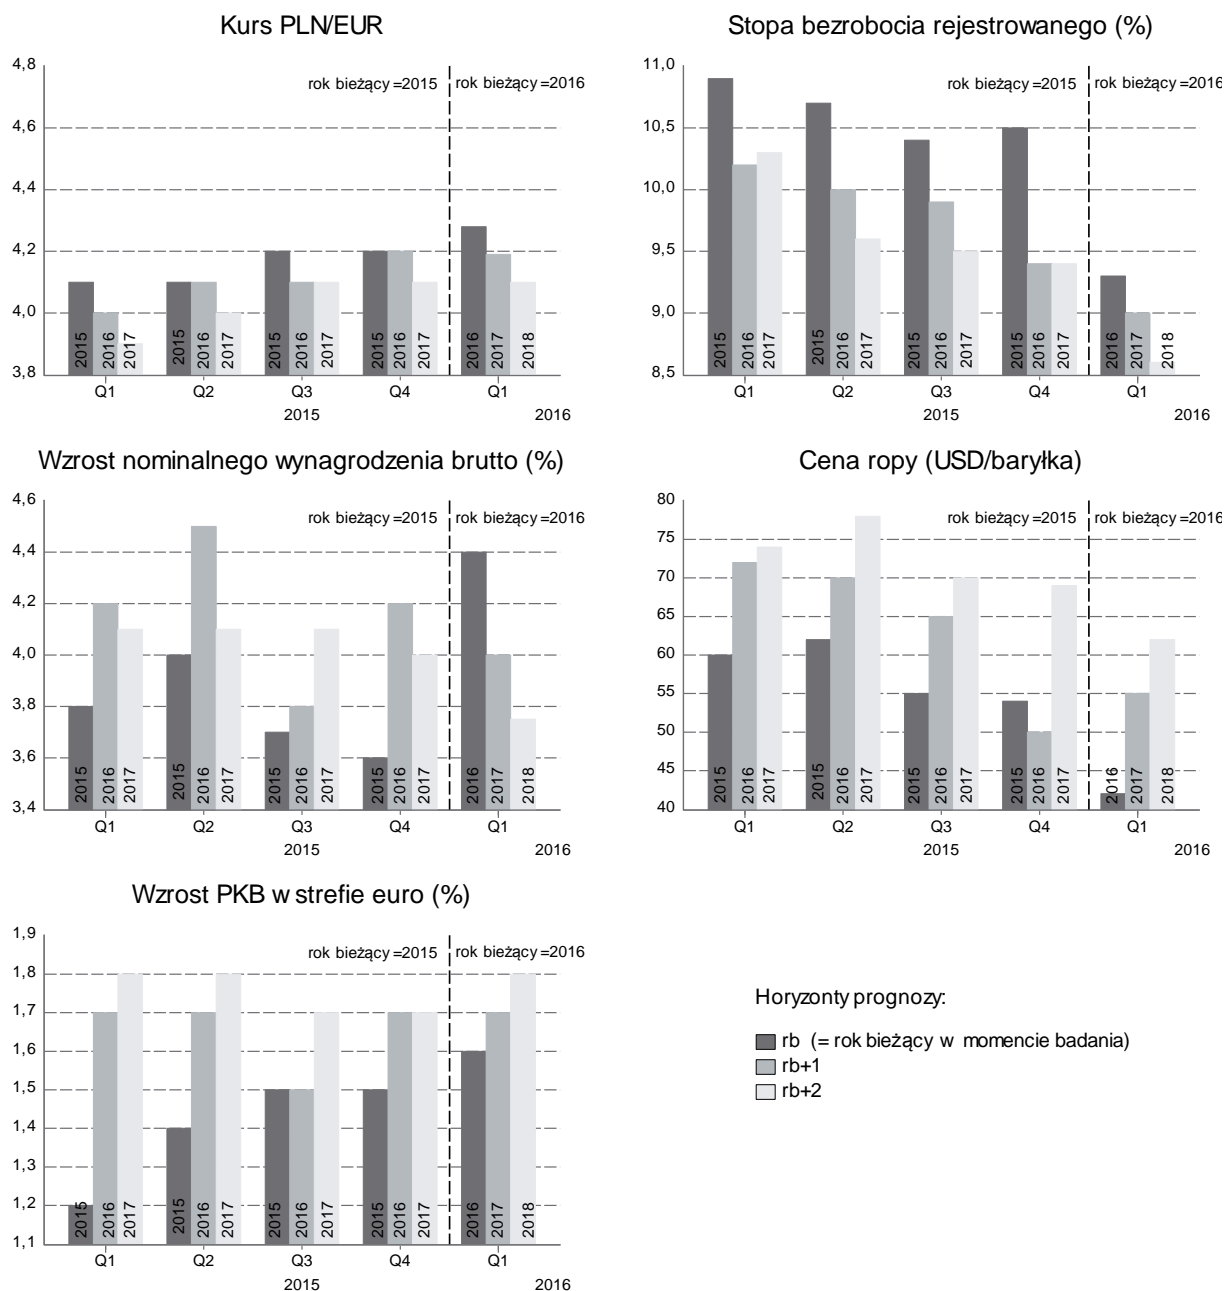 Kurs PLN/EUR
4,8
4,6
4,4
4,2
4,0
3,8
rok bieżący=2015
rok bieżący=2016
2015
2016
2017
2015
2016
2017
2015
2016
2017
2015
2016
2017
2016
2017
2018
Q1
Q2
Q3
Q4
Q1
2015
2016
Stopa bezrobocia rejestrowanego (%)
11,0
10,5
10,0
9,5
9,0
8,5
rok bieżący=2015
rok bieżący=2016
2015
2016
2017
2015
2016
2017
2015
2016
2017
2015
2016
2017
2016
2017
2018
Q1
Q2
Q3
Q4
Q1
2015
2016
Wzrost nominalnego wynagrodzenia brutto (%)
4,6
4,4
4,2
4,0
3,8
3,6
3,4
rok bieżący=2015
rok bieżący=2016
2015
2016
2017
2015
2016
2017
2015
2016
2017
2015
2016
2017
2016
2017
2018
Q1
Q2
Q3
Q4
Q1
2015
2016
Cena ropy (USD/baryłka)
80
75
70
65
60
55
50
45
40
rok bieżący=2015
rok bieżący=2016
2015
2016
2017
2015
2016
2017
2015
2016
2017
2015
2016
2017
2016
2017
2018
Q1
Q2
Q3
Q4
Q1
2015
2016
Wzrost PKB w strefie euro (%)
1,9
1,8
1,7
1,6
1,5
1,4
1,3
1,2
1,1
rok bieżący=2015
rok bieżący=2016
2015
2016
2017
2015
2016
2017
2015
2016
2017
2015
2016
2017
2016
2017
2018
Q1
Q2
Q3
Q4
Q1
2015
2016
Horyzonty prognozy:
rb (= rok bieżący w momencie badania)
rb+1
rb+2